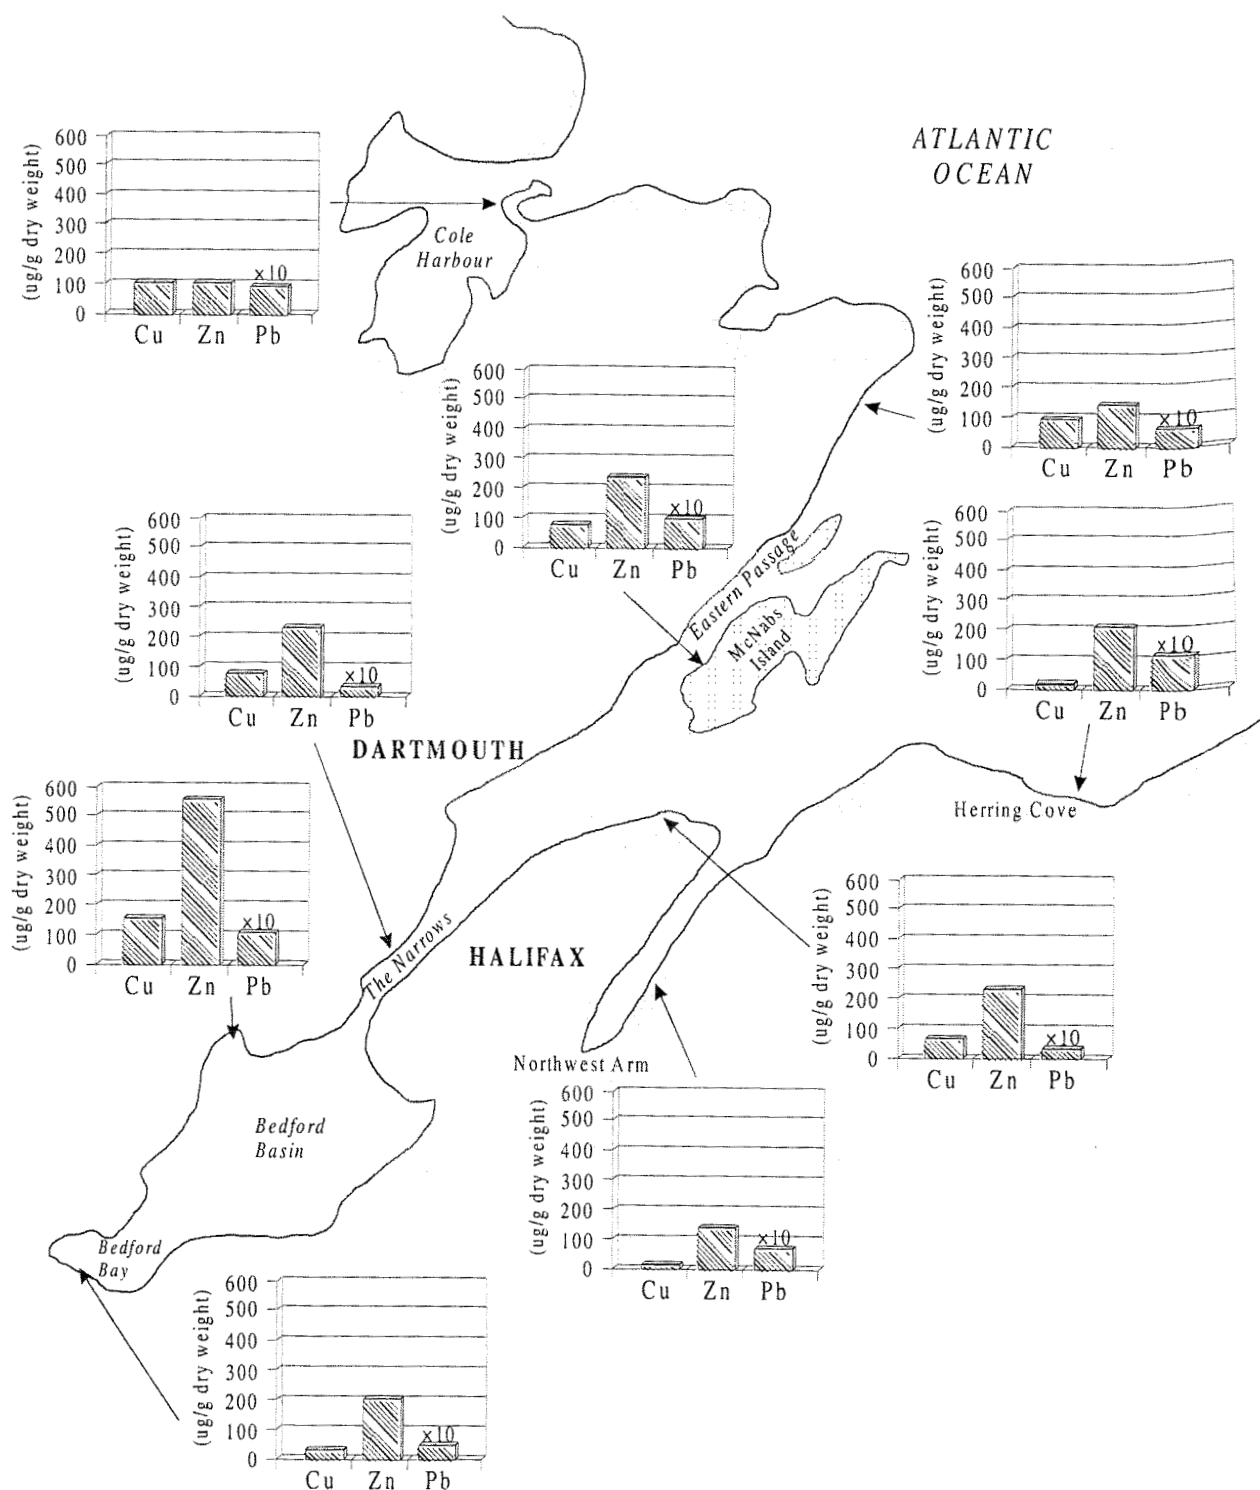 ATLANTIC
OCEAN
(ug/g dry weight)
600
500
400
300
200
100
0
x10
Cu Zn Pb
Cole
Harbour
(ug/g dry weight)
600
500
400
300
200
100
0
x10
Cu Zn Pb
(ug/g dry weight)
600
500
400
300
200
100
0
x10
Cu Zn Pb
Eastern Passage
McNabs
Island
(ug/g dry weight)
600
500
400
300
200
100
0
x10
Cu Zn Pb
(ug/g dry weight)
600
500
400
300
200
100
0
x10
Cu Zn Pb
DARTMOUTH
Herring Cove
(ug/g dry weight)
600
500
400
300
200
100
0
x10
Cu Zn Pb
The Narrows
HALIFAX
(ug/g dry weight)
600
500
400
300
200
100
0
x10
Cu Zn Pb
Northwest Arm
(ug/g dry weight)
600
500
400
300
200
100
0
x10
Cu Zn Pb
Bedford
Basin
Bedford
Bay
(ug/g dry weight)
600
500
400
300
200
100
0
x10
Cu Zn Pb